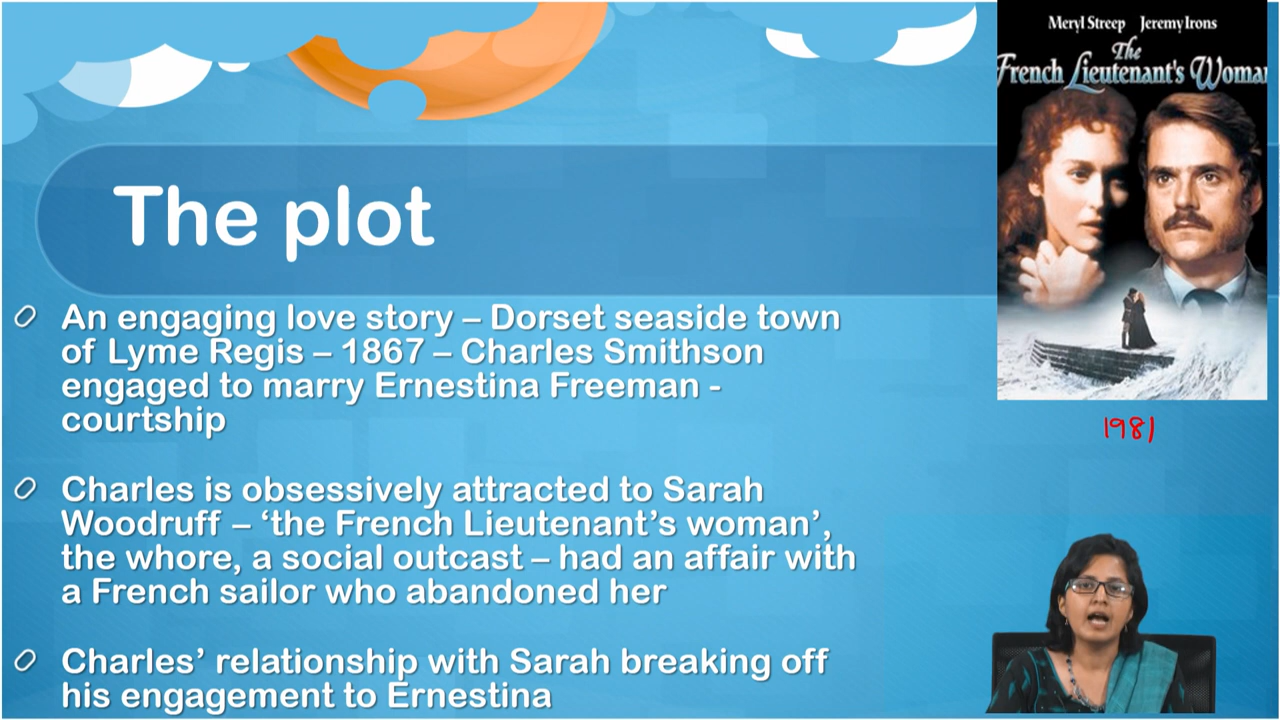 The plot
An engaging love story – Dorset seaside town
of Lyme Regis – 1867 – Charles Smithson
engaged to marry Ernestina Freeman -
courtship
Charles is obsessively attracted to Sarah
Woodruff – ‘the French Lieutenant’s woman’,
the whore, a social outcast – had an affair with
a French sailor who abandoned her
Charles’ relationship with Sarah breaking off
his engagement to Ernestina
Meryl Streep Jeremy Irons
The
French Lieutenant's Woman
1981